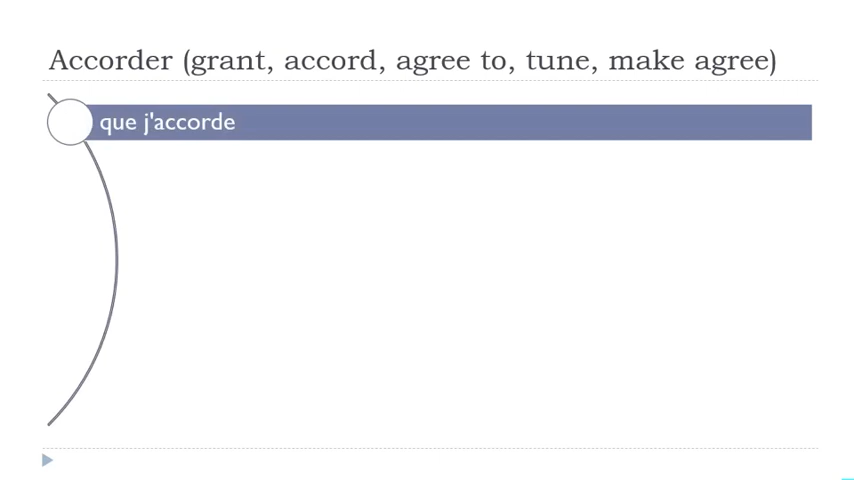 Accorder (grant, accord, agree to, tune, make agree)
que j'accorde